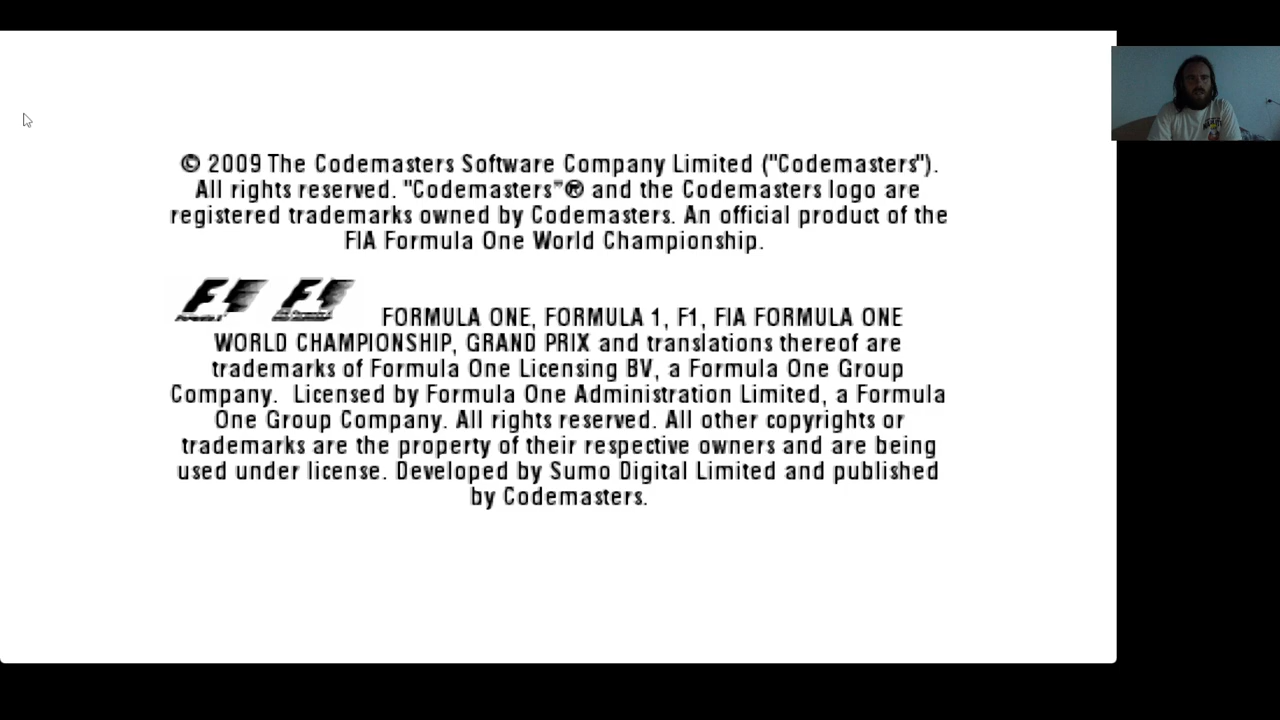 © 2009 The Codemasters Software Company Limited ("Codemasters").
All rights reserved. "Codemasters"® and the Codemasters logo are
registered trademarks owned by Codemasters. An official product of the
FIA Formula One World Championship.
F1 F1 FORMULA ONE, FORMULA 1, F1, FIA FORMULA ONE
WORLD CHAMPIONSHIP, GRAND PRIX and translations thereof are
trademarks of Formula One Licensing BV, a Formula One Group
Company. Licensed by Formula One Administration Limited, a Formula
One Group Company. All rights reserved. All other copyrights or
trademarks are the property of their respective owners and are being
used under license. Developed by Sumo Digital Limited and published
by Codemasters.